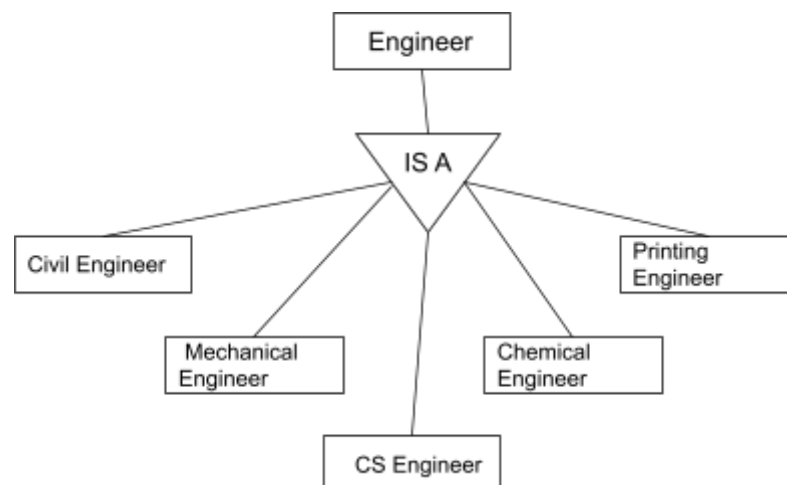 Engineer
IS A
Civil Engineer
Printing
Engineer
Mechanical
Engineer
Chemical
Engineer
CS Engineer